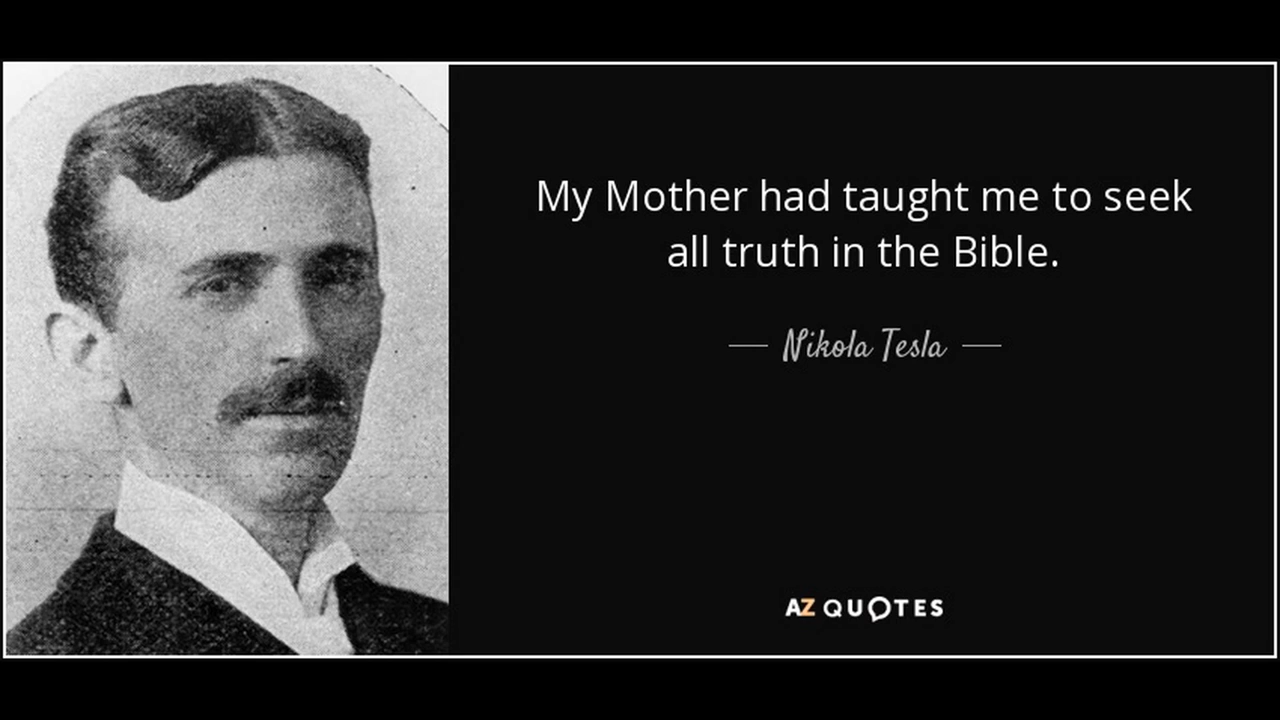 My Mother had taught me to seek
all truth in the Bible.
Nikola Tesla
AZ QUOTES